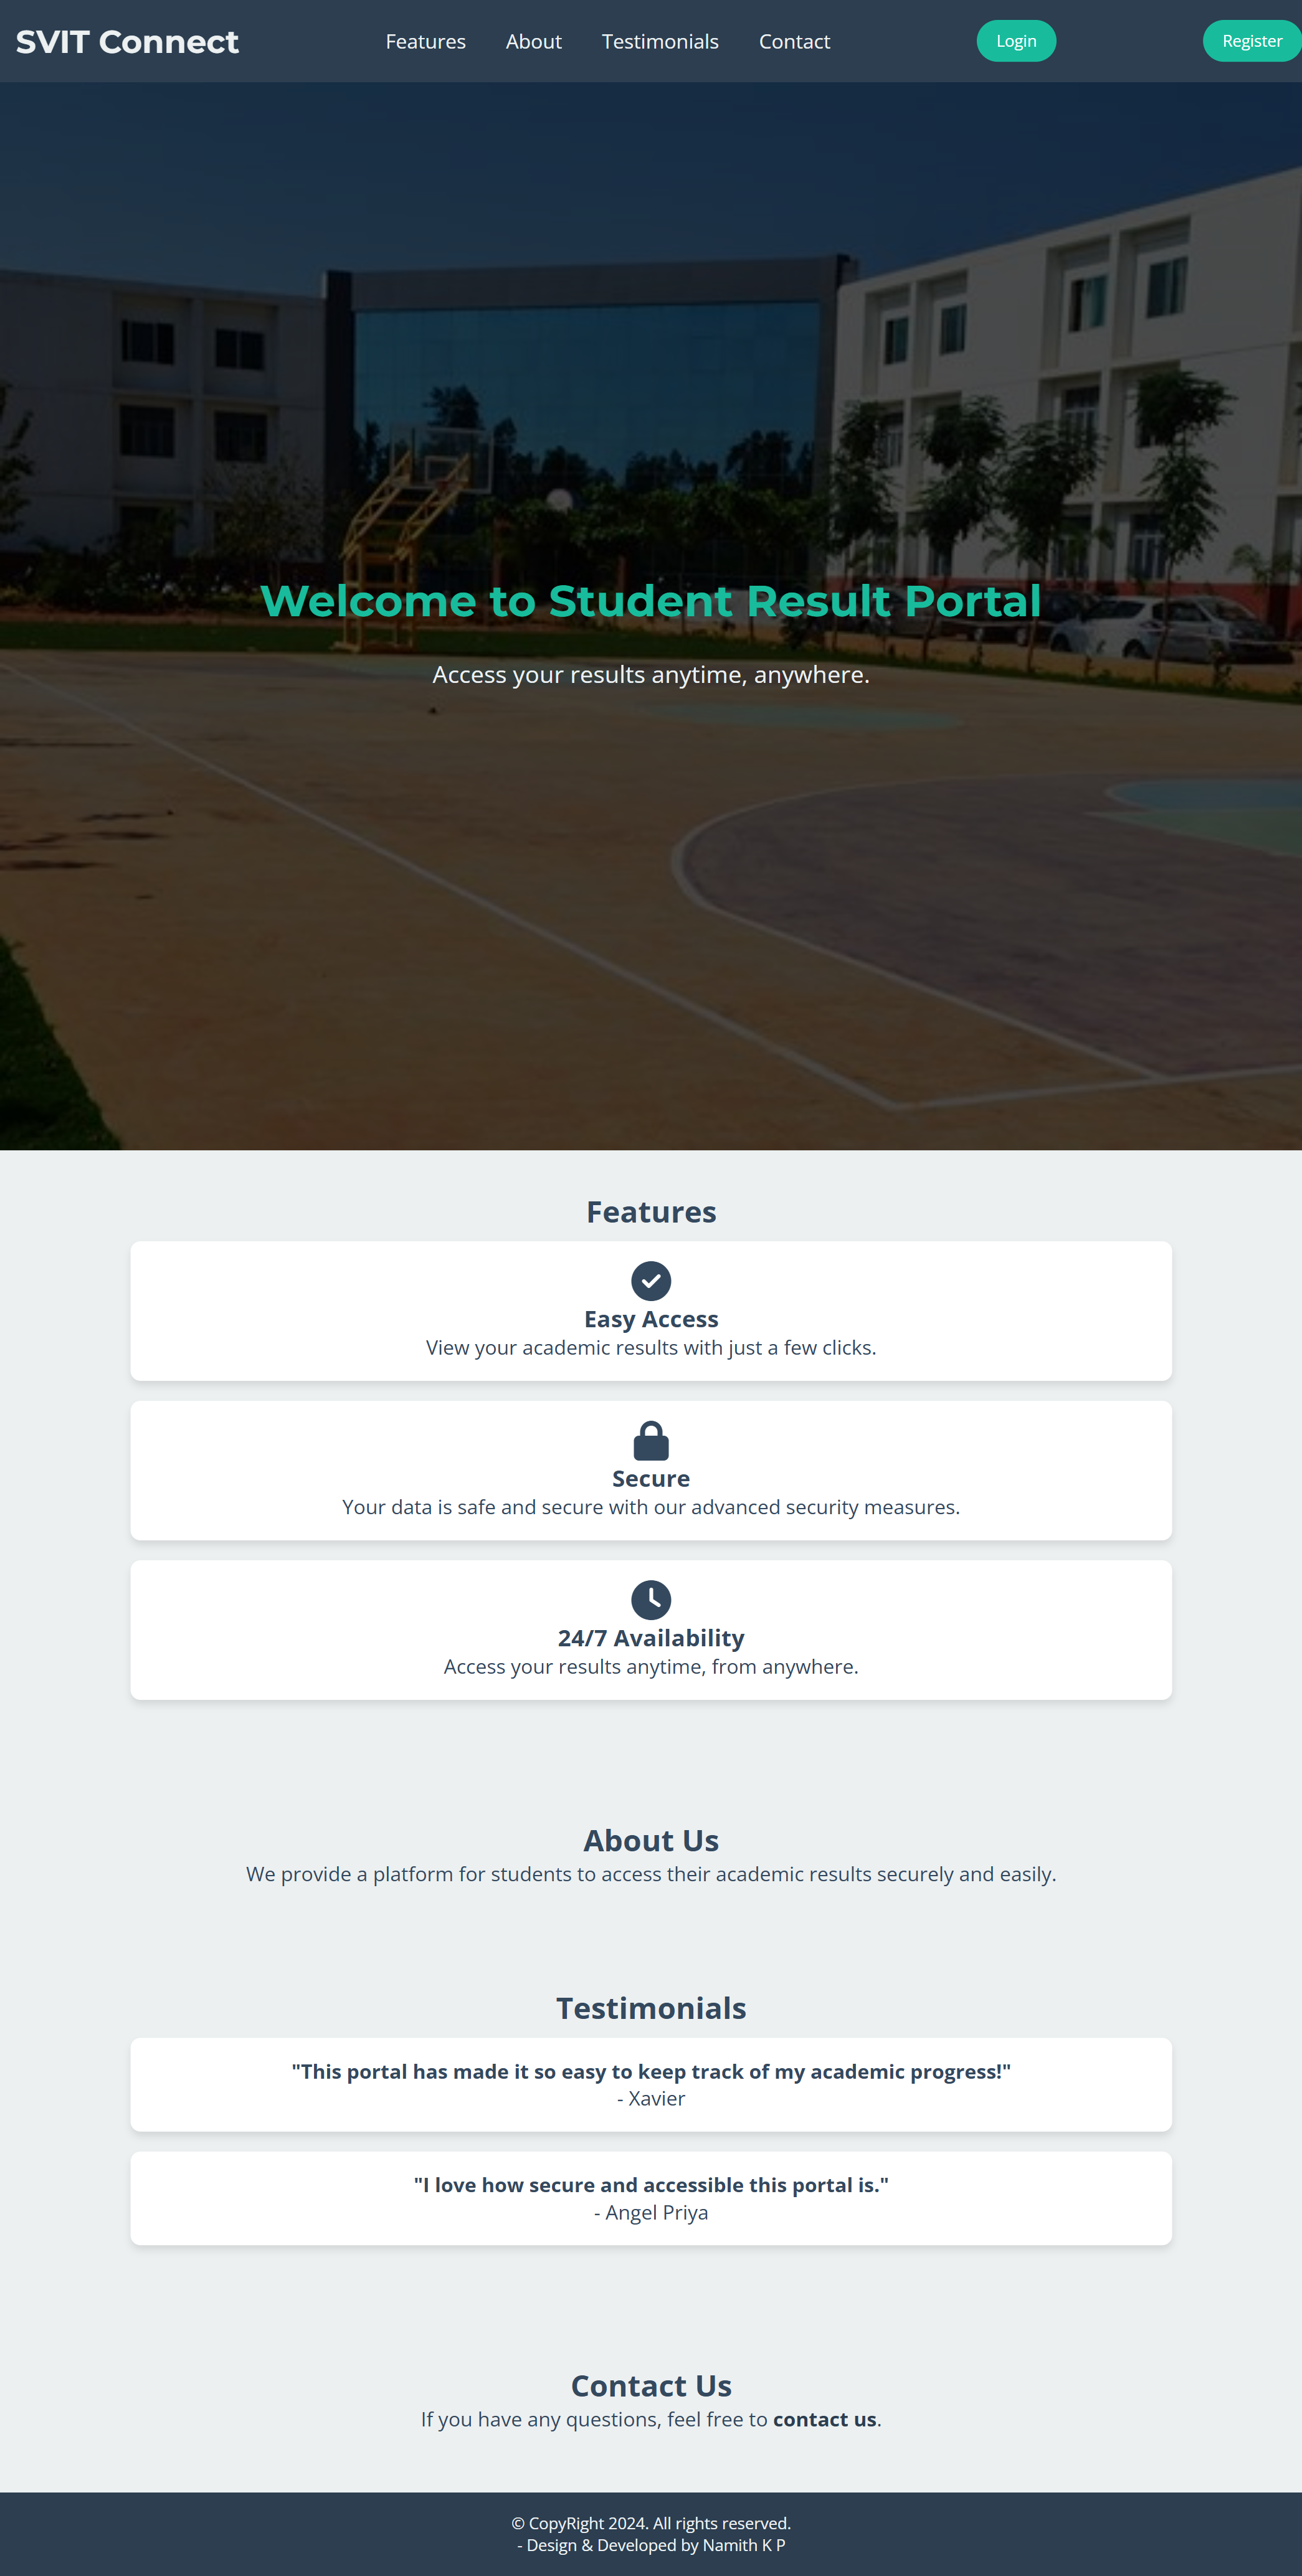 SVIT Connect
Features
About
Testimonials
Contact
Login
Register
Welcome to Student Result Portal
Access your results anytime, anywhere.
Features
Easy Access
View your academic results with just a few clicks.
Secure
Your data is safe and secure with our advanced security measures.
24/7 Availability
Access your results anytime, from anywhere.
About Us
We provide a platform for students to access their academic results securely and easily.
Testimonials
"This portal has made it so easy to keep track of my academic progress!"
- Xavier
"I love how secure and accessible this portal is."
- Angel Priya
Contact Us
If you have any questions, feel free to contact us.
© CopyRight 2024. All rights reserved.
- Design & Developed by Namith K P